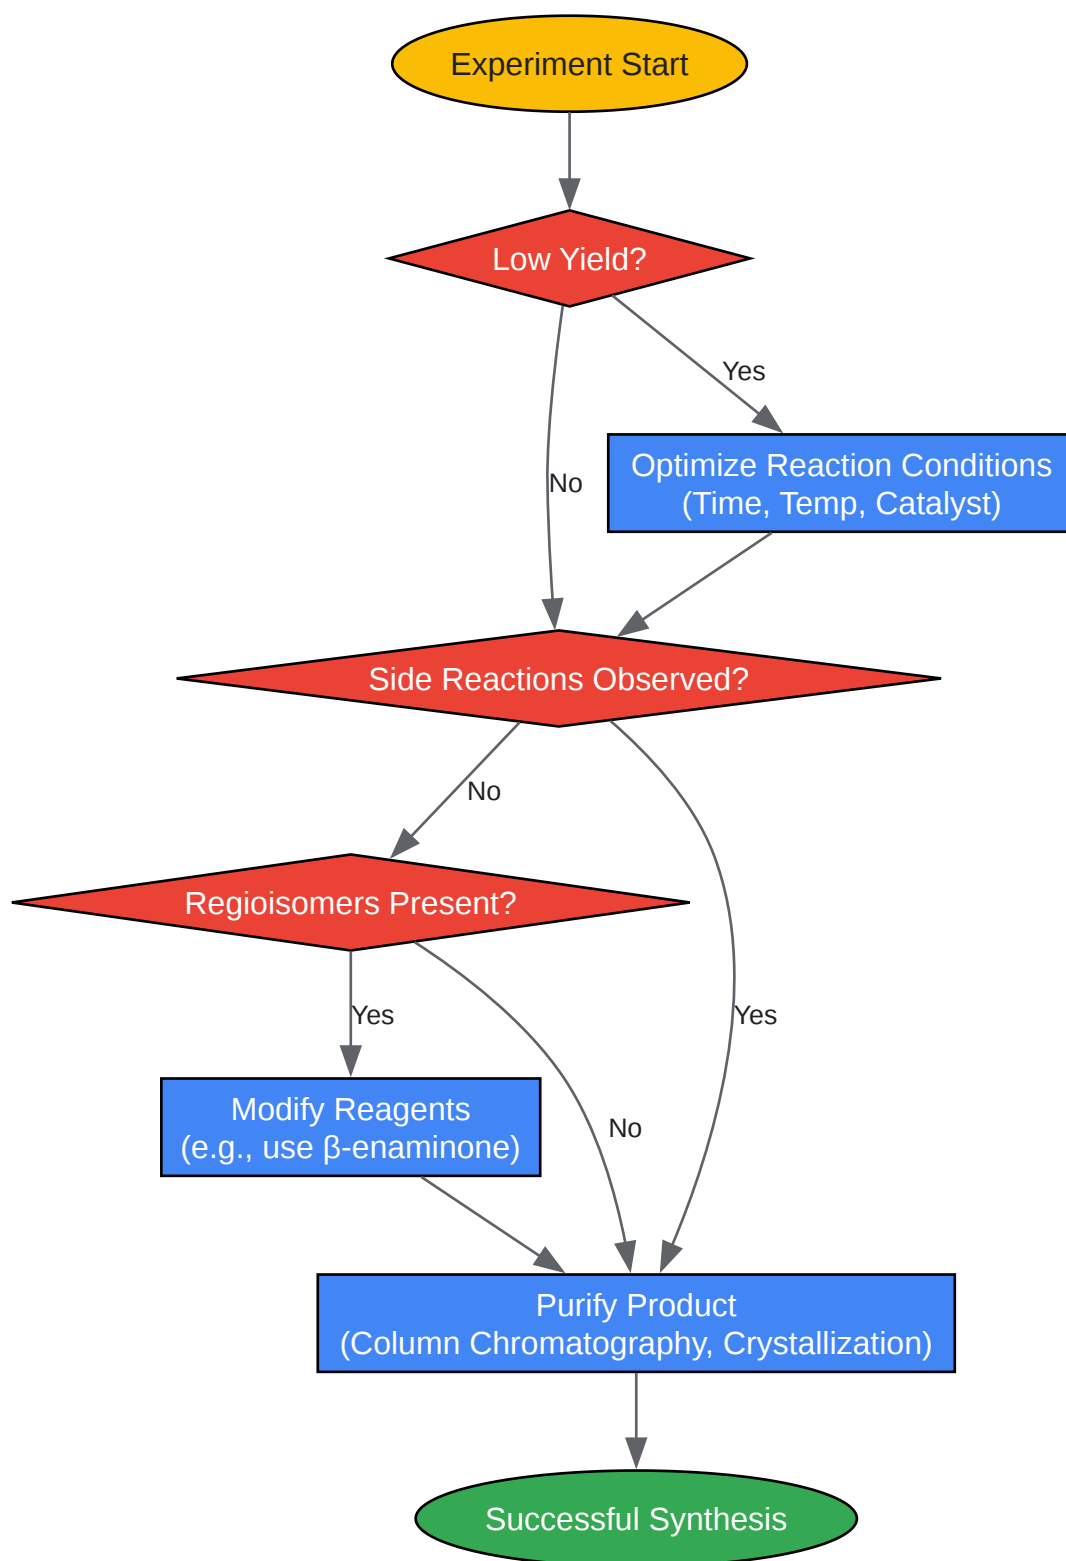 Experiment Start
Low Yield?
Yes
Optimize Reaction Conditions
(Time, Temp, Catalyst)
No
Side Reactions Observed?
No
Regioisomers Present?
Yes
Yes
Modify Reagents
(e.g., use β-enaminone)
No
Purify Product
(Column Chromatography, Crystallization)
Successful Synthesis